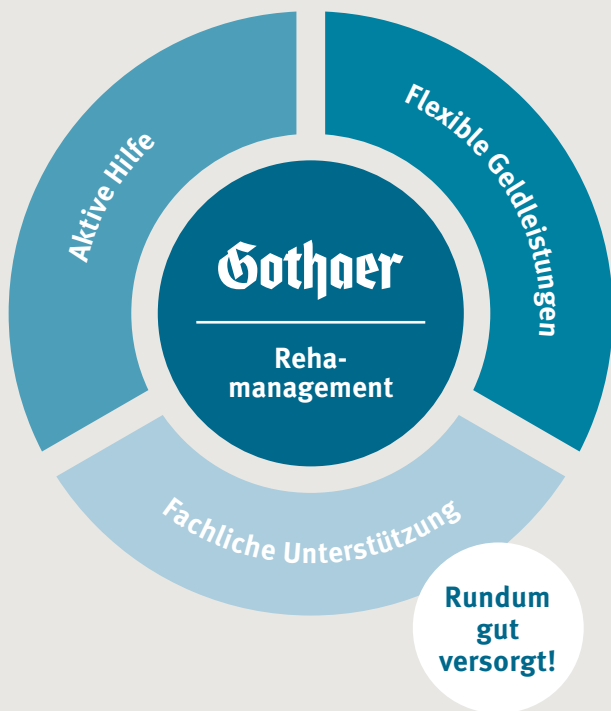 Aktive Hilfe
Flexible Geldleistungen
Gothaer
Reha-
management
Fachliche Unterstützung
Rundum
gut
versorgt!